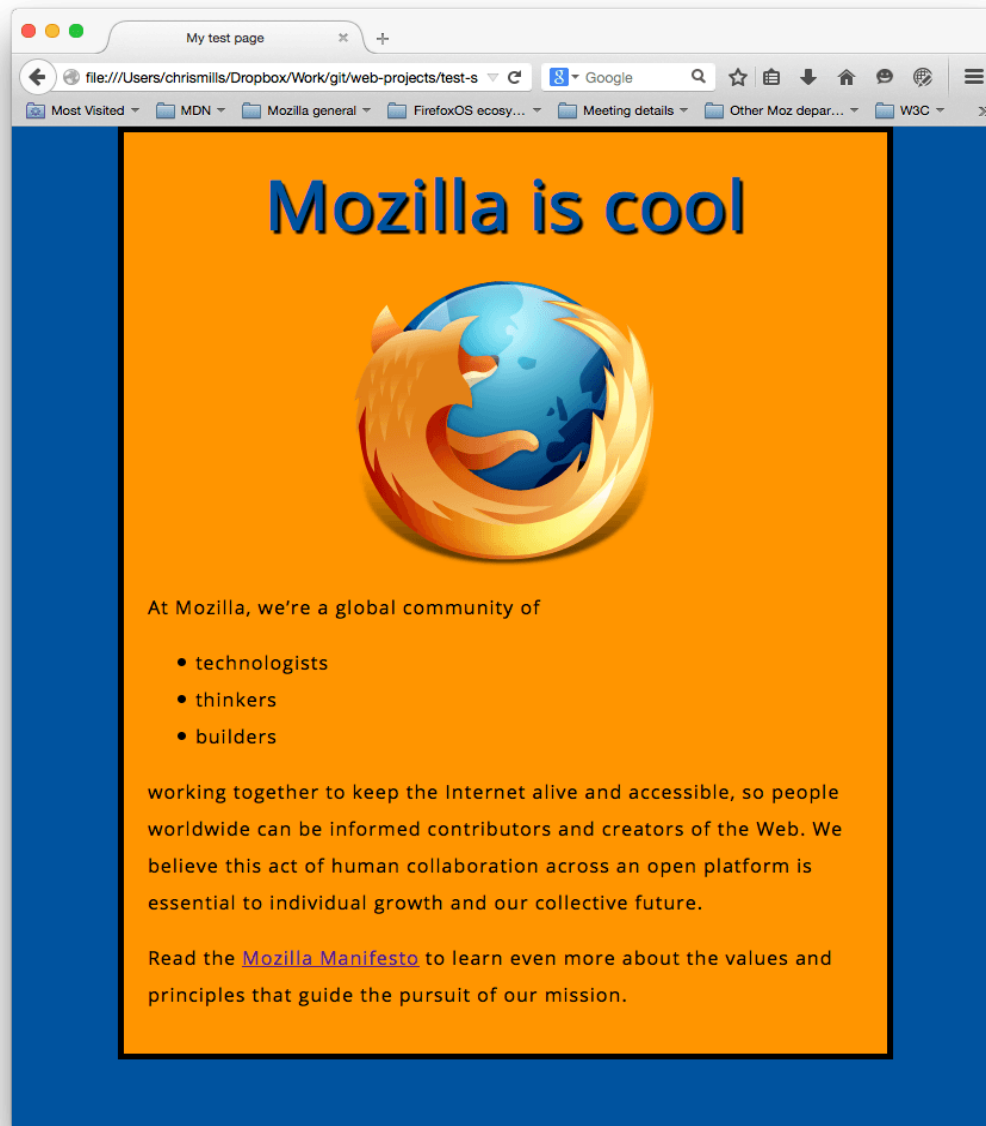 My test page
file:///Users/chrismills/Dropbox/Work/git/web-projects/test-s
8 Google
Most Visited MDN Mozilla general FirefoxOS ecosy... Meeting details Other Moz depar... W3C
Mozilla is cool
At Mozilla, we’re a global community of
• technologists
• thinkers
• builders
working together to keep the Internet alive and accessible, so people
worldwide can be informed contributors and creators of the Web. We
believe this act of human collaboration across an open platform is
essential to individual growth and our collective future.
Read the Mozilla Manifesto to learn even more about the values and
principles that guide the pursuit of our mission.